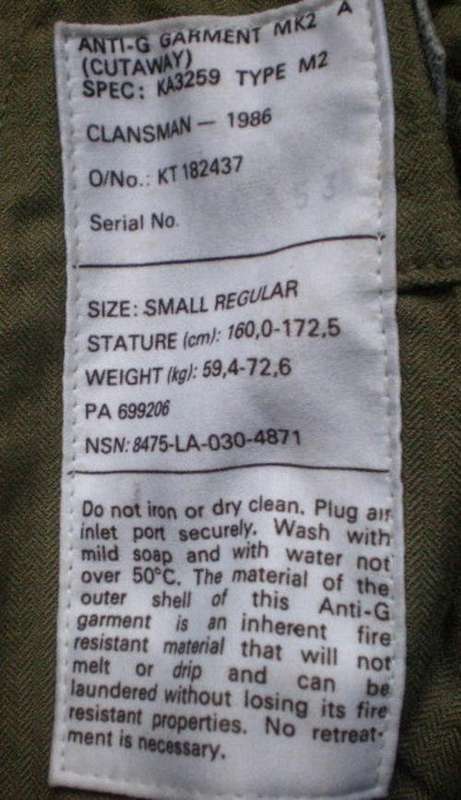 ANTI-G GARMENT MK2 A
(CUTAWAY)
SPEC: KA3259 TYPE M2
CLANSMAN — 1986
O/No.: KT 182437
Serial No.
SIZE: SMALL REGULAR
STATURE (cm): 160,0-172,5
WEIGHT (kg): 59,4-72,6
PA 699206
NSN: 8475-LA-030-4871
Do not iron or dry clean. Plug air
inlet port securely. Wash with
mild soap and with water not
over 50°C. The material of the
outer shell of this Anti-G
garment is an inherent fire
resistant material that will not
melt or drip and can be
laundered without losing its fire
resistant properties. No retreat-
ment is necessary.